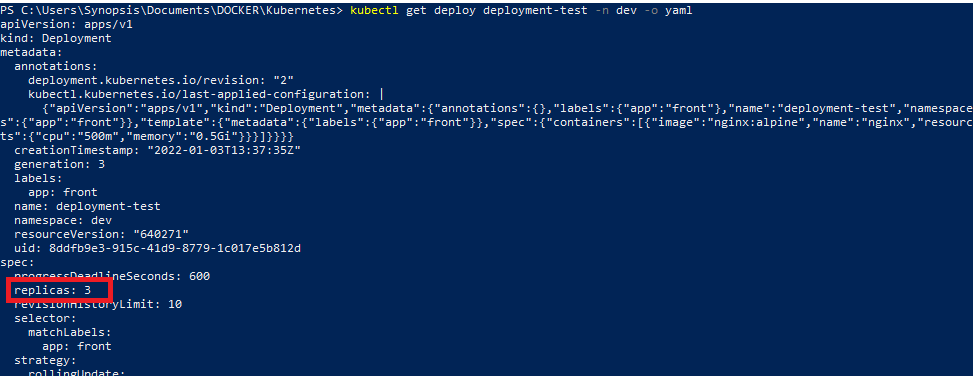 PS C:\Users\Synopsis\Documents\DOCKER\Kubernetes> kubectl get deploy deployment-test -n dev -o yaml
apiVersion: apps/v1
kind: Deployment
metadata:
  annotations:
    deployment.kubernetes.io/revision: "2"
    kubectl.kubernetes.io/last-applied-configuration: |
      {"apiVersion":"apps/v1","kind":"Deployment","metadata":{"annotations":{},"labels":{"app":"front"},"name":"deployment-test","namespace
s":{"app":"front"}},"template":{"metadata":{"labels":{"app":"front"}},"spec":{"containers":[{"image":"nginx:alpine","name":"nginx","resourc
ts":{"cpu":"500m","memory":"0.5Gi"}}}]}}}}
  creationTimestamp: "2022-01-03T13:37:35Z"
  generation: 3
  labels:
    app: front
  name: deployment-test
  namespace: dev
  resourceVersion: "640271"
  uid: 8ddfb9e3-915c-41d9-8779-1c017e5b812d
spec:
  progressDeadlineSeconds: 600
  replicas: 3
  revisionHistoryLimit: 10
  selector:
    matchLabels:
      app: front
  strategy:
    rollingUpdate: